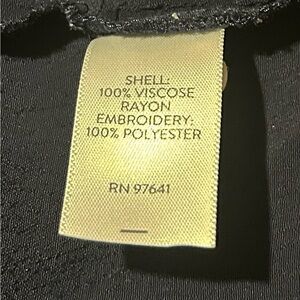 SHELL:
100% VISCOSE
RAYON
EMBROIDERY:
100% POLYESTER
RN 97641